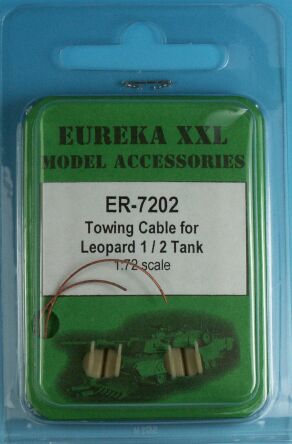 EUREKA XXL
MODEL ACCESSORIES
ER-7202
Towing Cable for
Leopard 1 / 2 Tank
1:72 scale